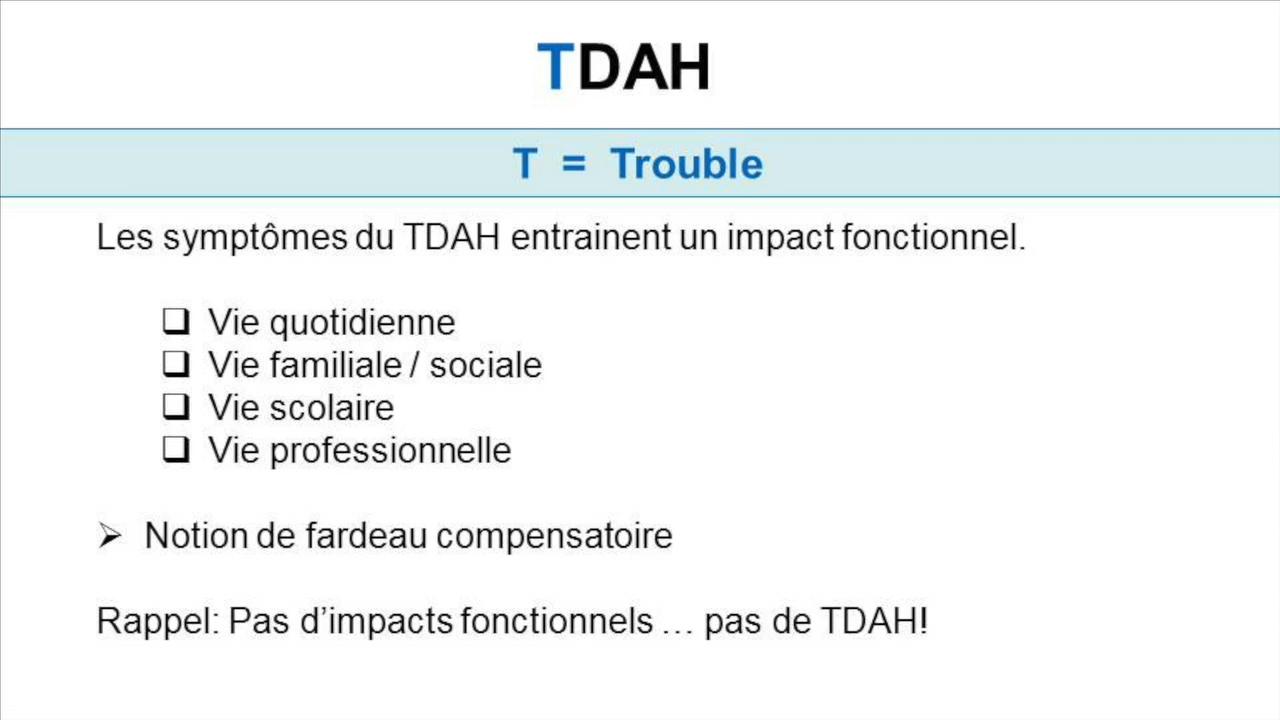 TDAH
T = Trouble
Les symptômes du TDAH entrainent un impact fonctionnel.
❑ Vie quotidienne
❑ Vie familiale / sociale
❑ Vie scolaire
❑ Vie professionnelle
➢ Notion de fardeau compensatoire
Rappel: Pas d’impacts fonctionnels … pas de TDAH!